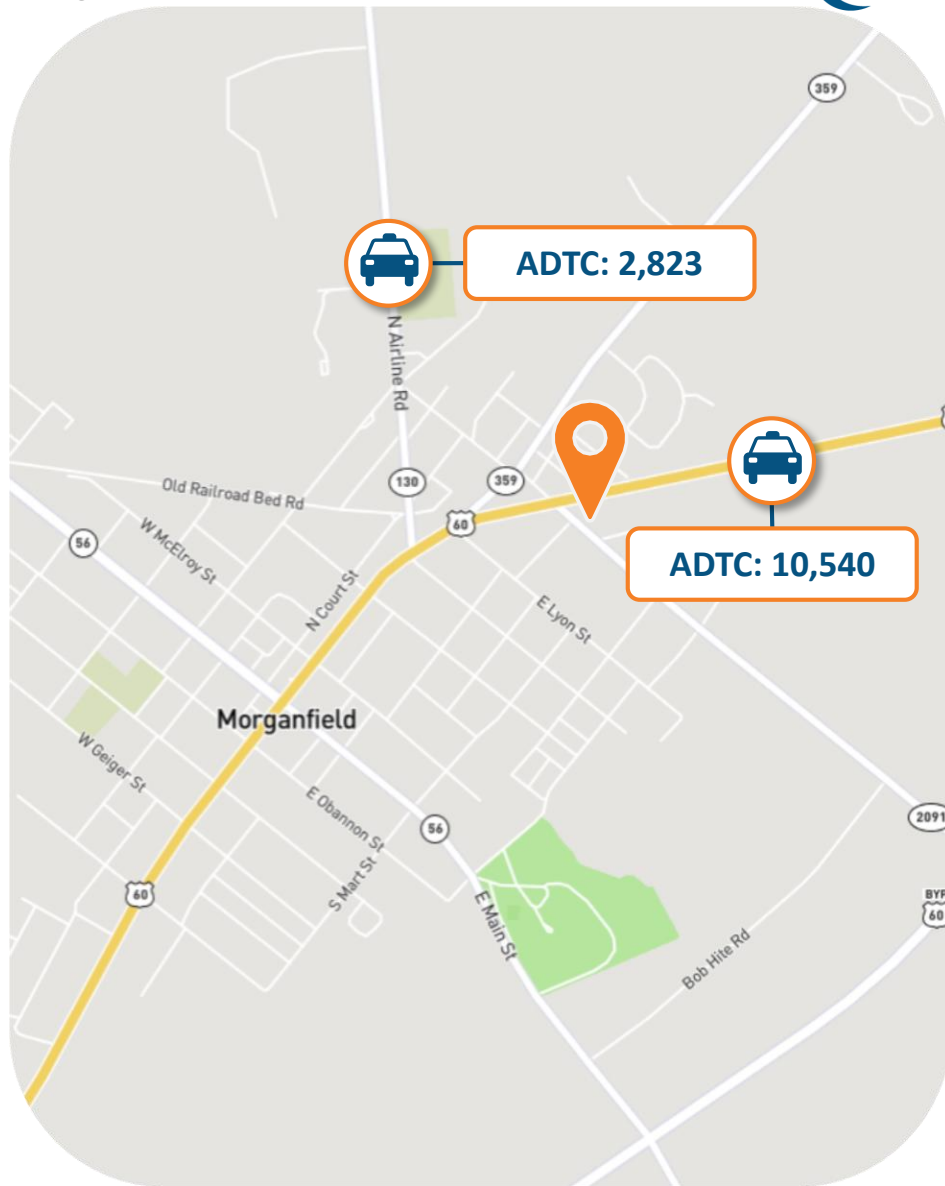 359
ADTC: 2,823
N Airline Rd
130
359
Old Railroad Bed Rd
60
56
W McElroy St
ADTC: 10,540
N Court St
E Lyon St
Morganfield
W Geiger St
E Obannon St
56
2091
S Mart St
60
E Main St
60
Bob Hite Rd